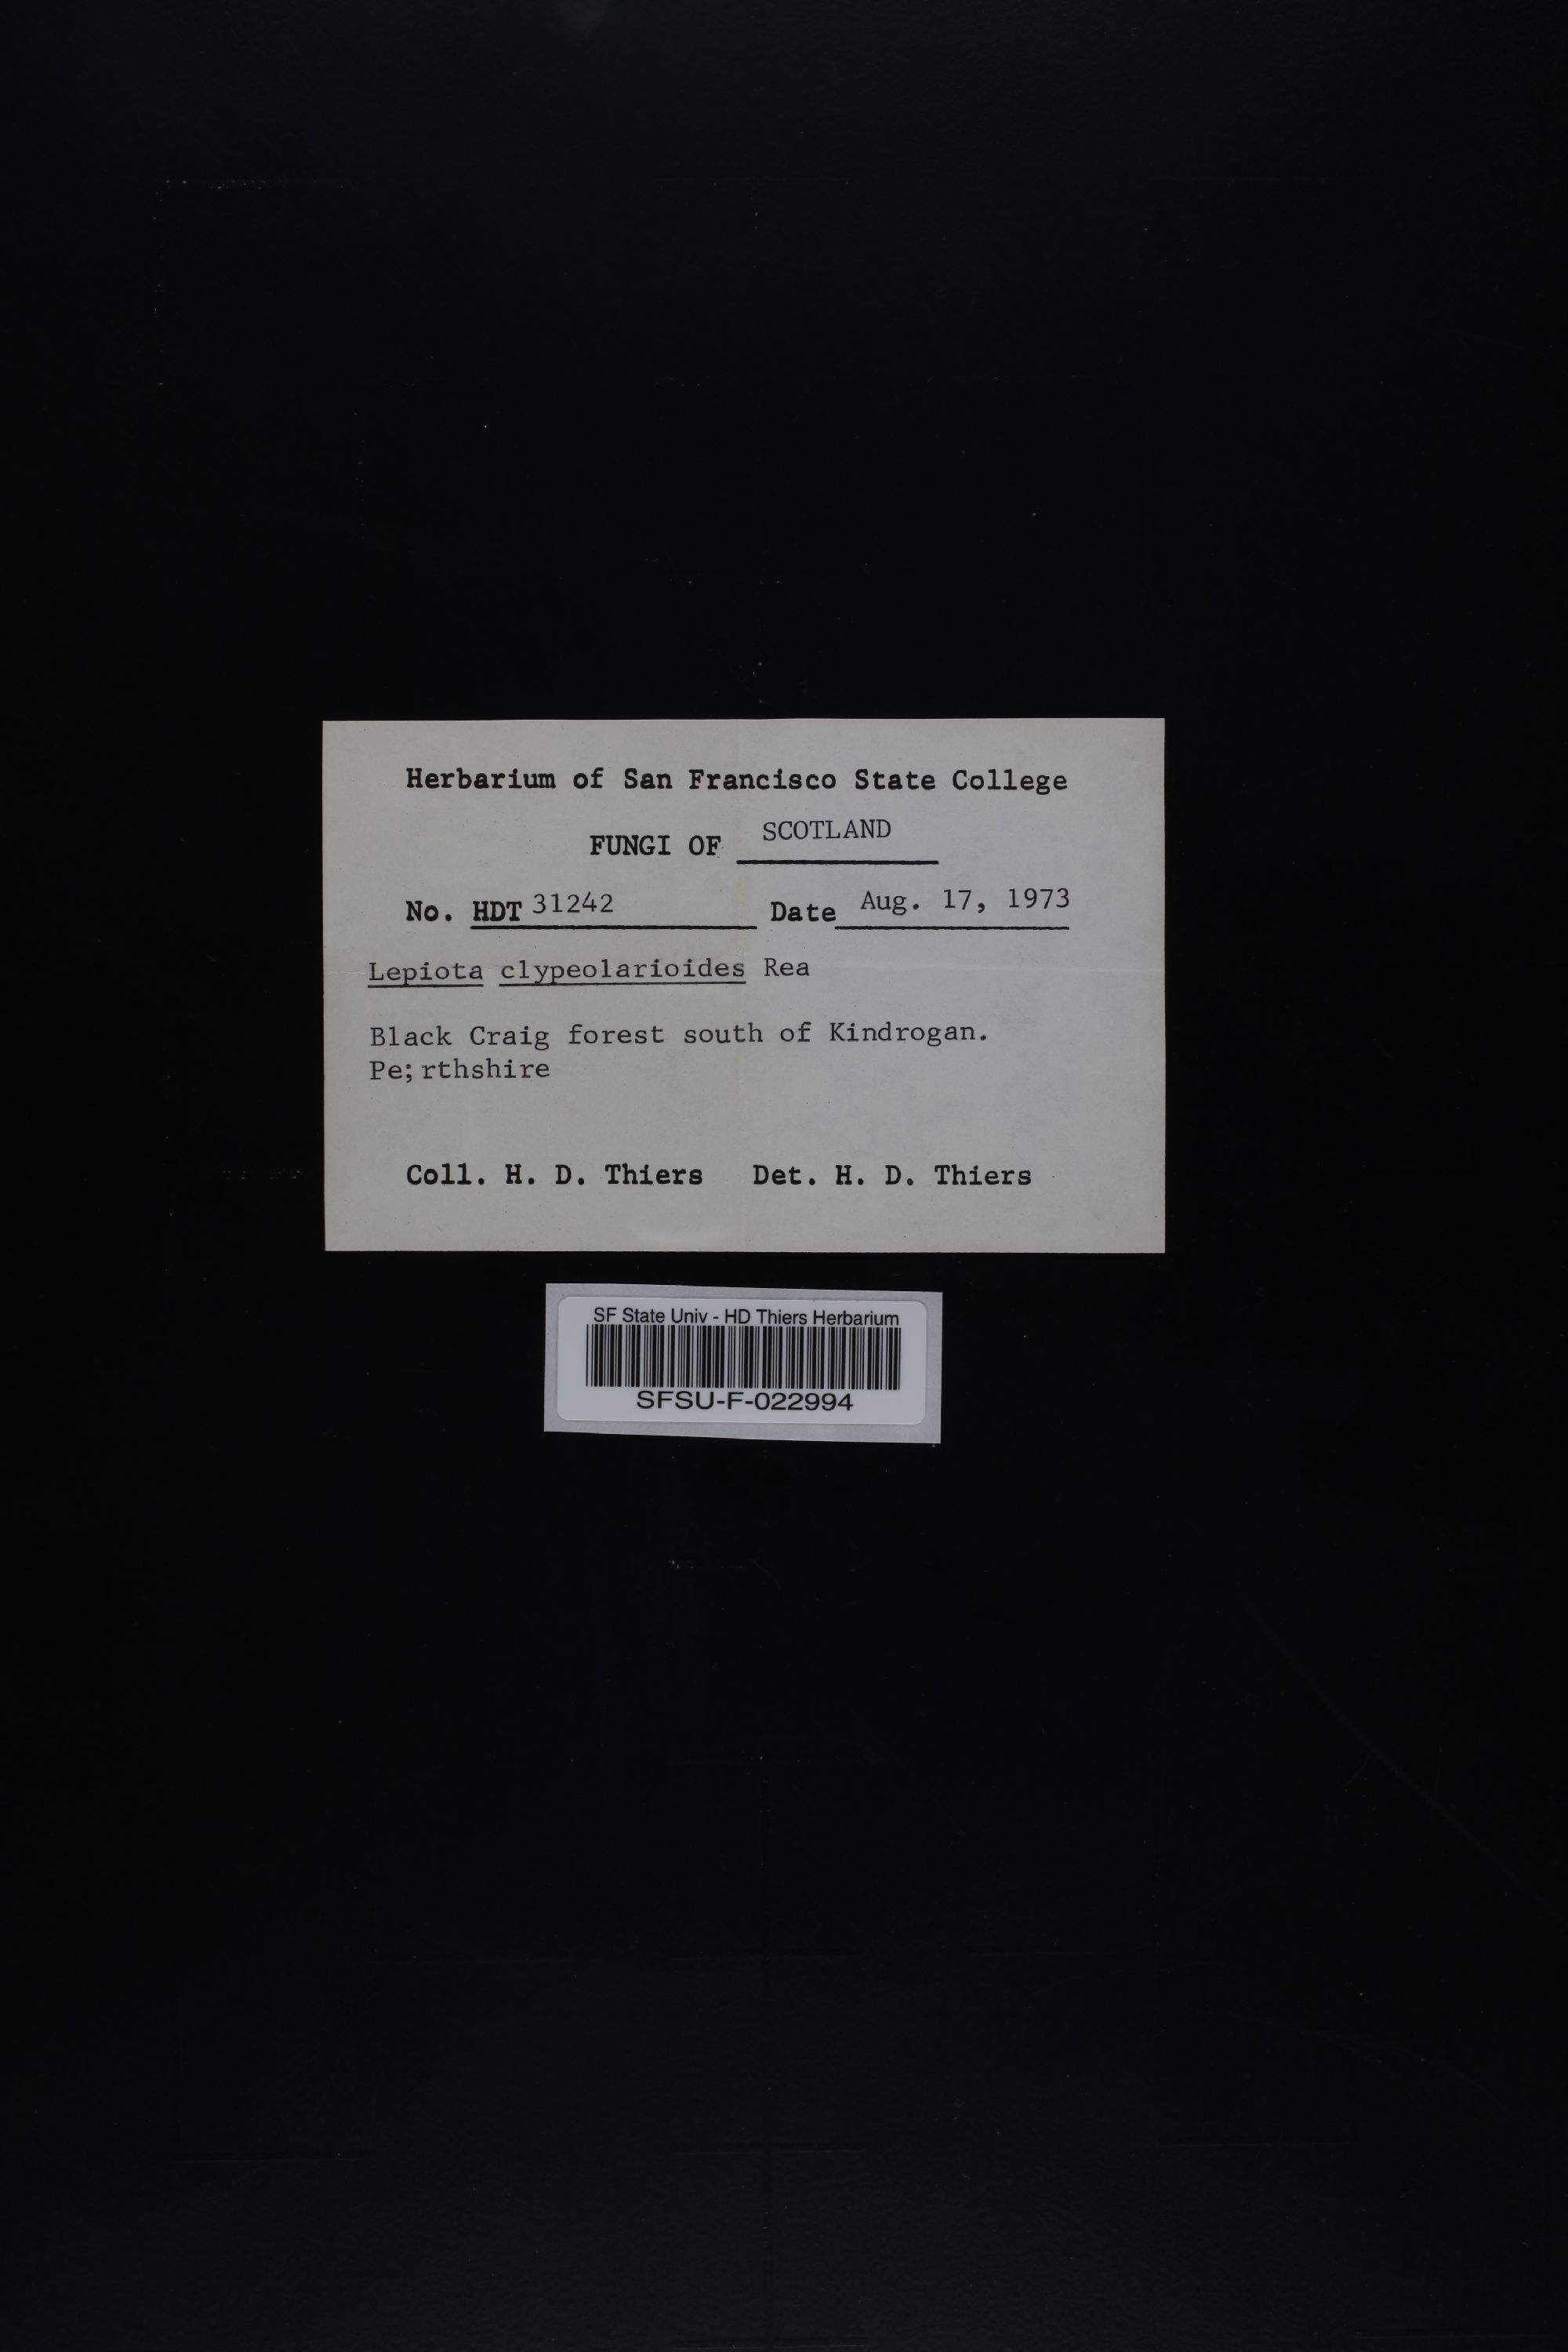 Herbarium of San Francisco State College
FUNGI OF SCOTLAND
No. HDT 31242 Date Aug. 17, 1973
Lepiota clypeolarioides Rea
Black Craig forest south of Kindrogan.
Pe; rthshire
Coll. H. D. Thiers Det. H. D. Thiers
SF State Univ - HD Thiers Herbarium
SFSU-F-022994